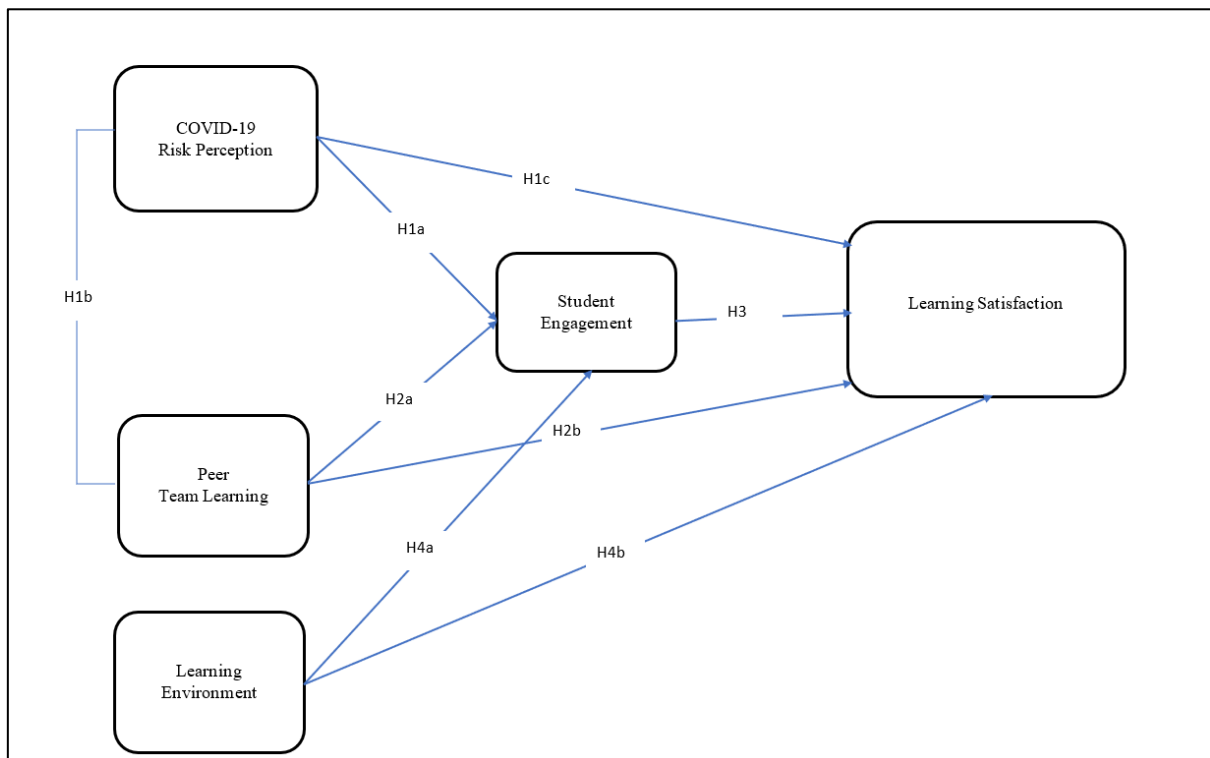 COVID-19
Risk Perception
H1c
H1a
H1b
Student
Engagement
H3
Learning Satisfaction
H2a
H2b
Peer
Team Learning
H4a
H4b
Learning
Environment